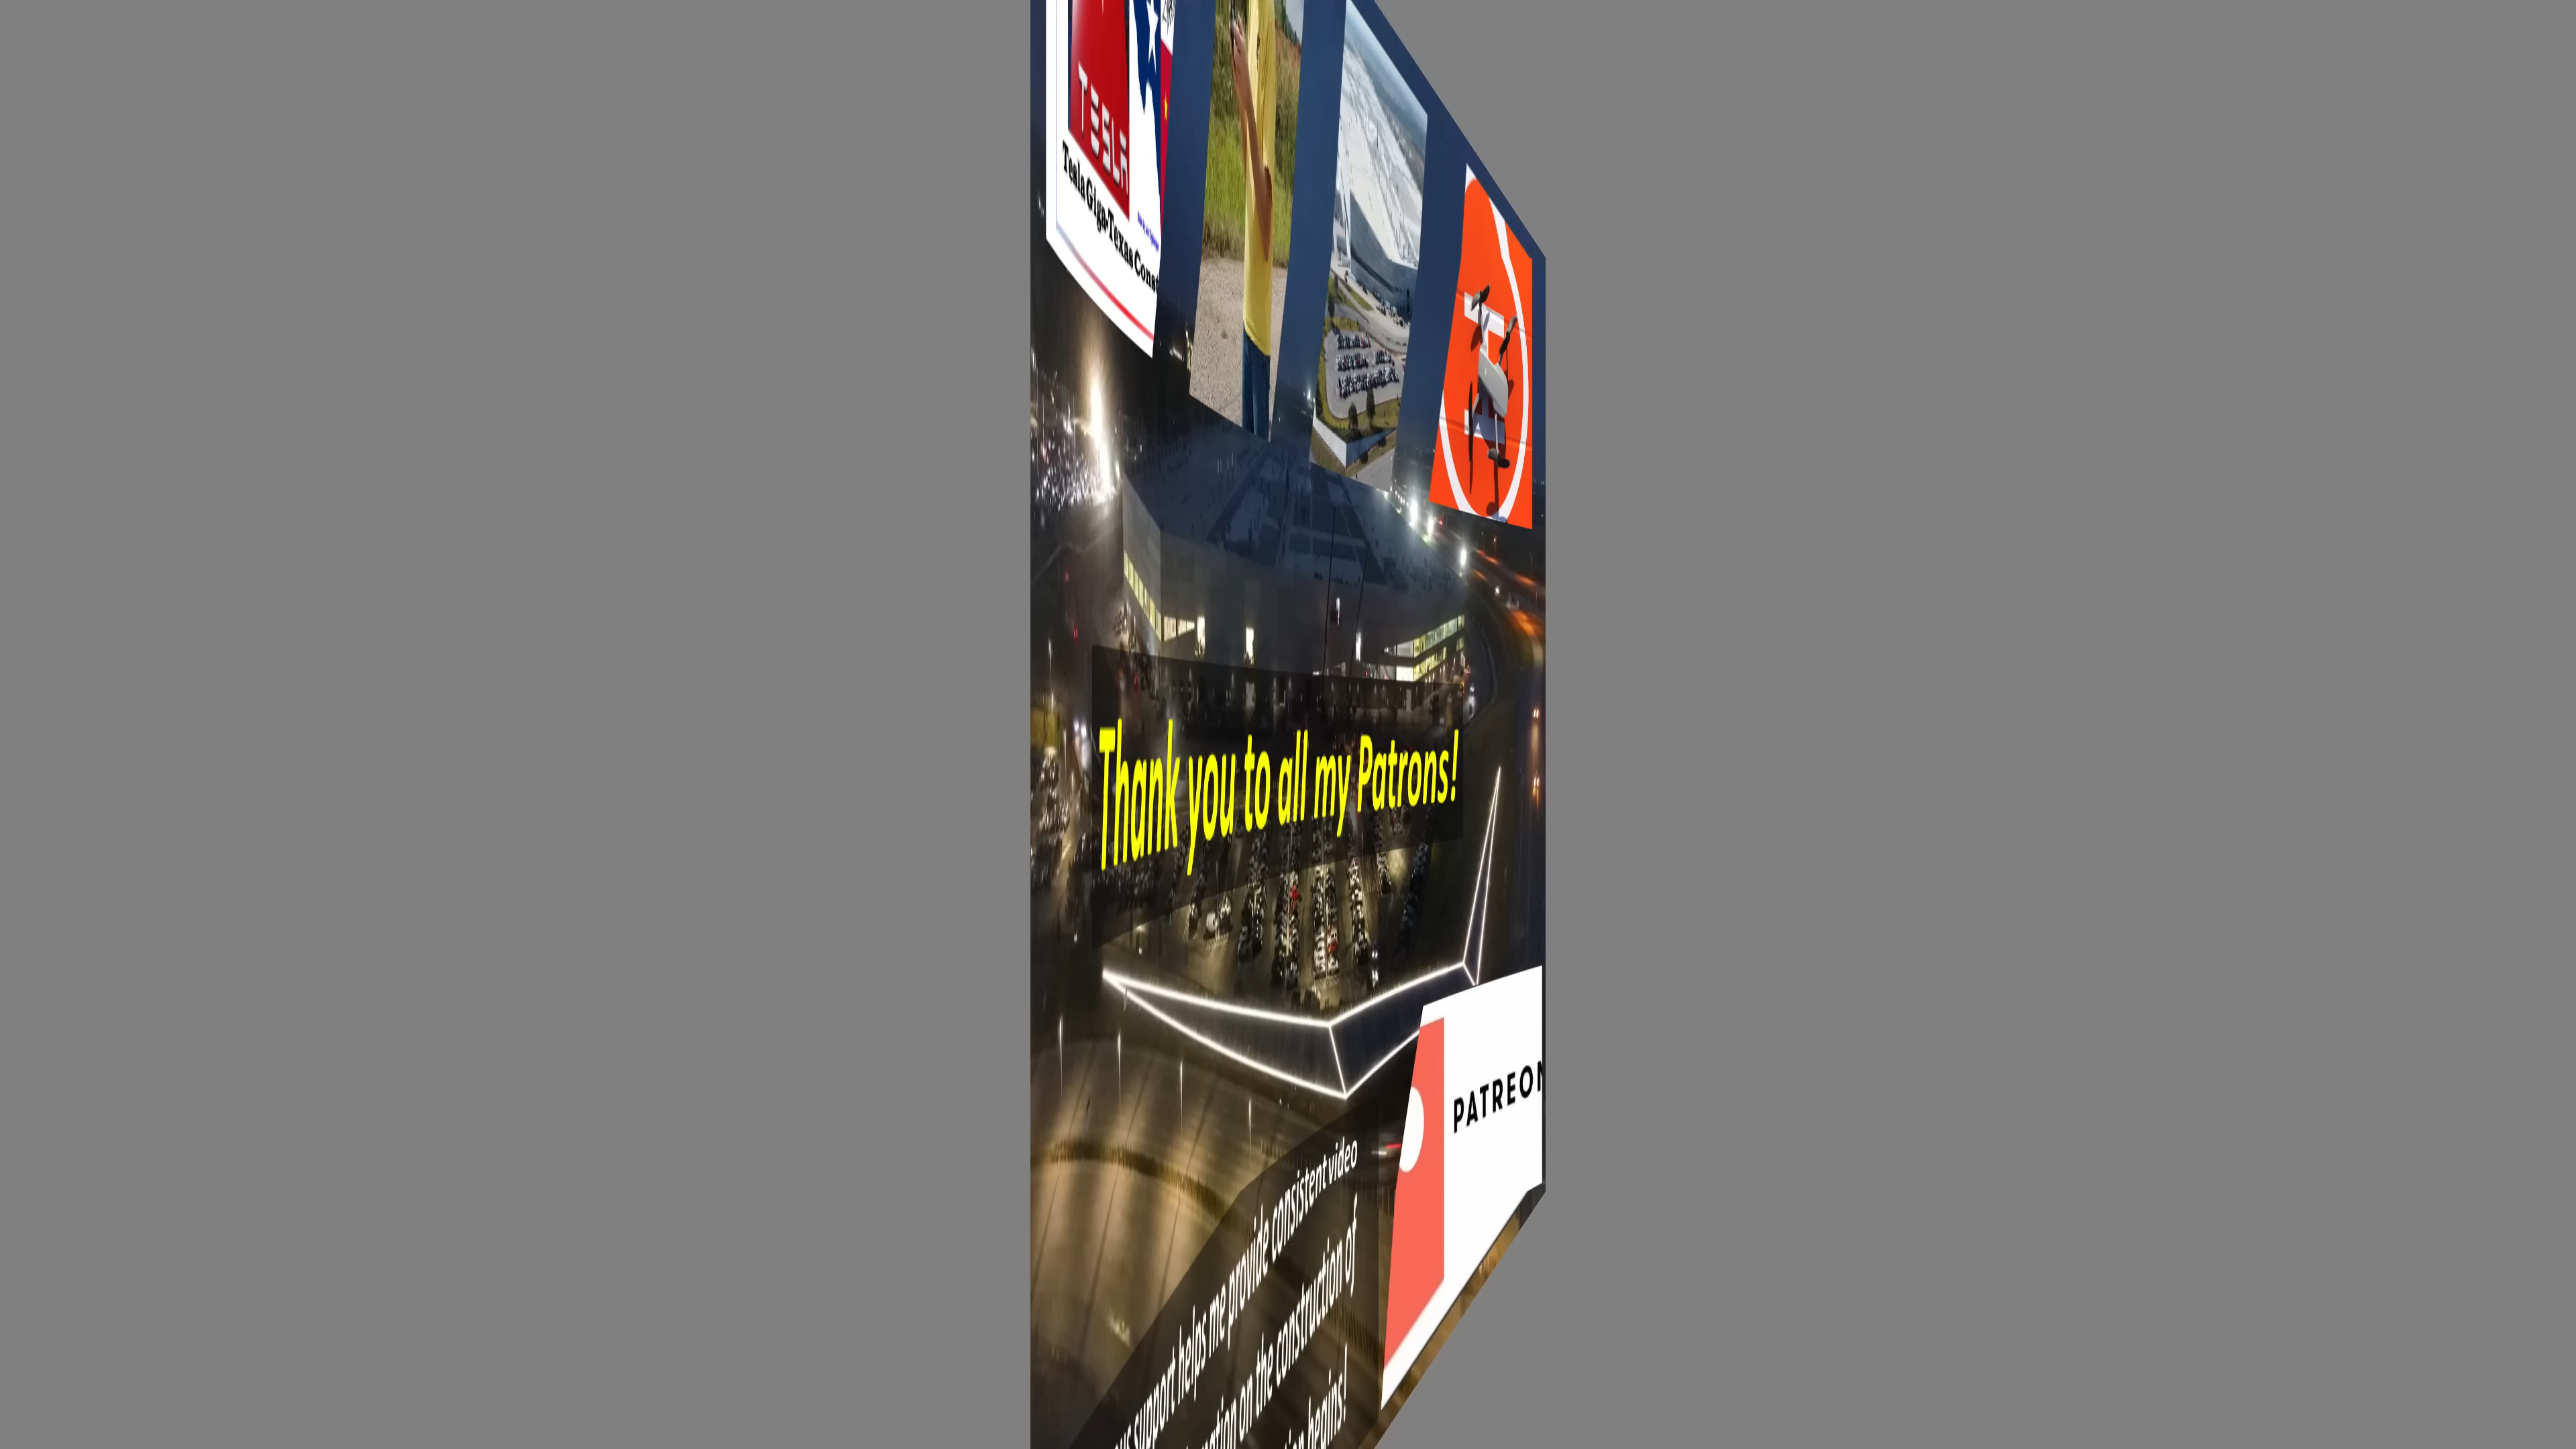 TESLA
Tesla Giga-Texas Const
Thank you to all my Patrons!
PATREON
support helps me provide consistent video
on the construction of
begins!